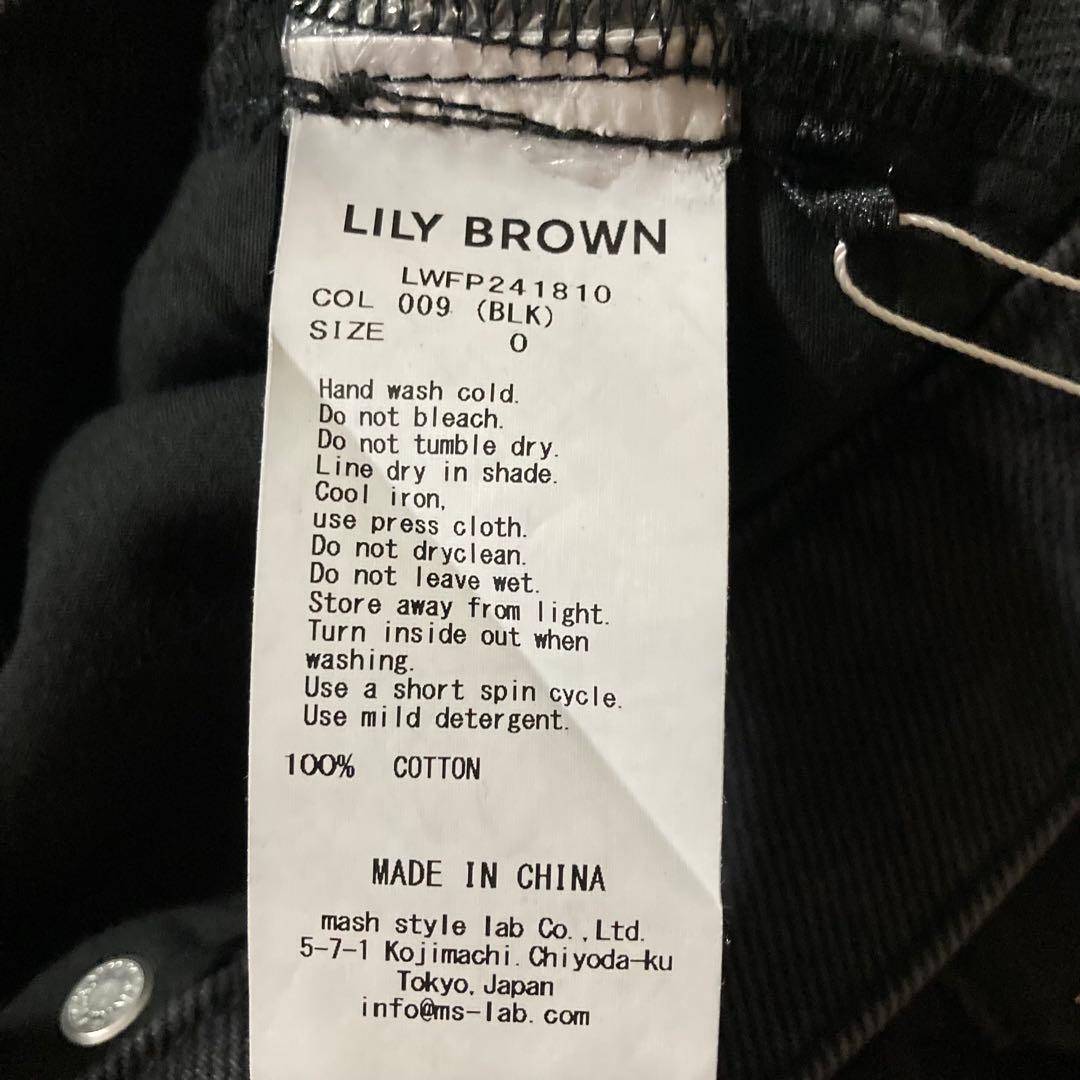 LILY BROWN
LWFP241810
COL 009 (BLK)
SIZE 0
Hand wash cold.
Do not bleach.
Do not tumble dry.
Line dry in shade.
Cool iron,
use press cloth.
Do not dryclean.
Do not leave wet.
Store away from light.
Turn inside out when
washing.
Use a short spin cycle.
Use mild detergent.
100% COTTON
MADE IN CHINA
mash style lab Co.,Ltd.
5-7-1 Kojimachi.Chiyoda-ku
Tokyo,Japan
info@ms-lab.com